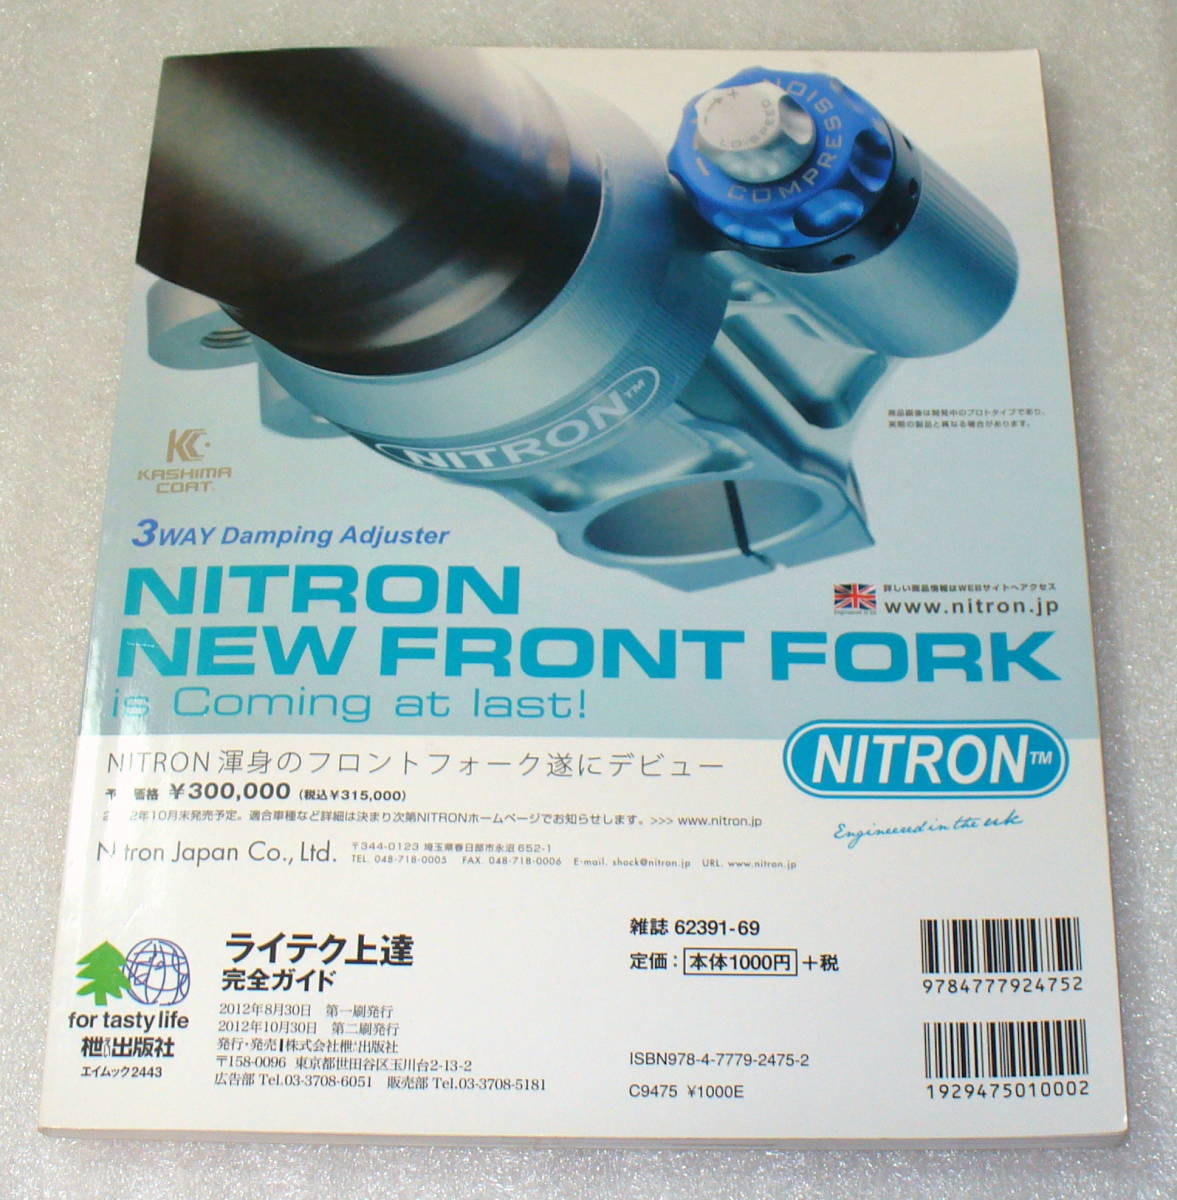 LO-SPEED
COMPRESSION
NITRON™
商品画像は開発中のプロトタイプであり、
実際の製品と異なる場合があります。
KASHIMA
COAT
3WAY Damping Adjuster
詳しい商品情報はWEBサイトへアクセス
www.nitron.jp
NITRON
NEW FRONT FORK
is Coming at last!
NITRON™
Engineered in the uk
NITRON 渾身のフロントフォーク遂にデビュー
価格 ¥300,000 (税込¥315,000)
2012年10月末発売予定。適合車種など詳細は決まり次第NITRONホームページでお知らせします。>>> www.nitron.jp
Nitron Japan Co., Ltd.
〒344-0123 埼玉県春日部市永沼 652-1
TEL. 048-718-0005 FAX. 048-718-0006 E-mail. shock@nitron.jp URL. www.nitron.jp
for tasty life
枻えい出版社
エイムック2443
ライテク上達
完全ガイド
2012年8月30日 第一刷発行
2012年10月30日 第二刷発行
発行・発売 株式会社枻出版社
〒158-0096 東京都世田谷区玉川台2-13-2
広告部 Tel.03-3708-6051 販売部 Tel.03-3708-5181
雑誌 62391-69
定価：本体1000円+税
ISBN978-4-7779-2475-2
C9475 ¥1000E
9784777924752
1929475010002